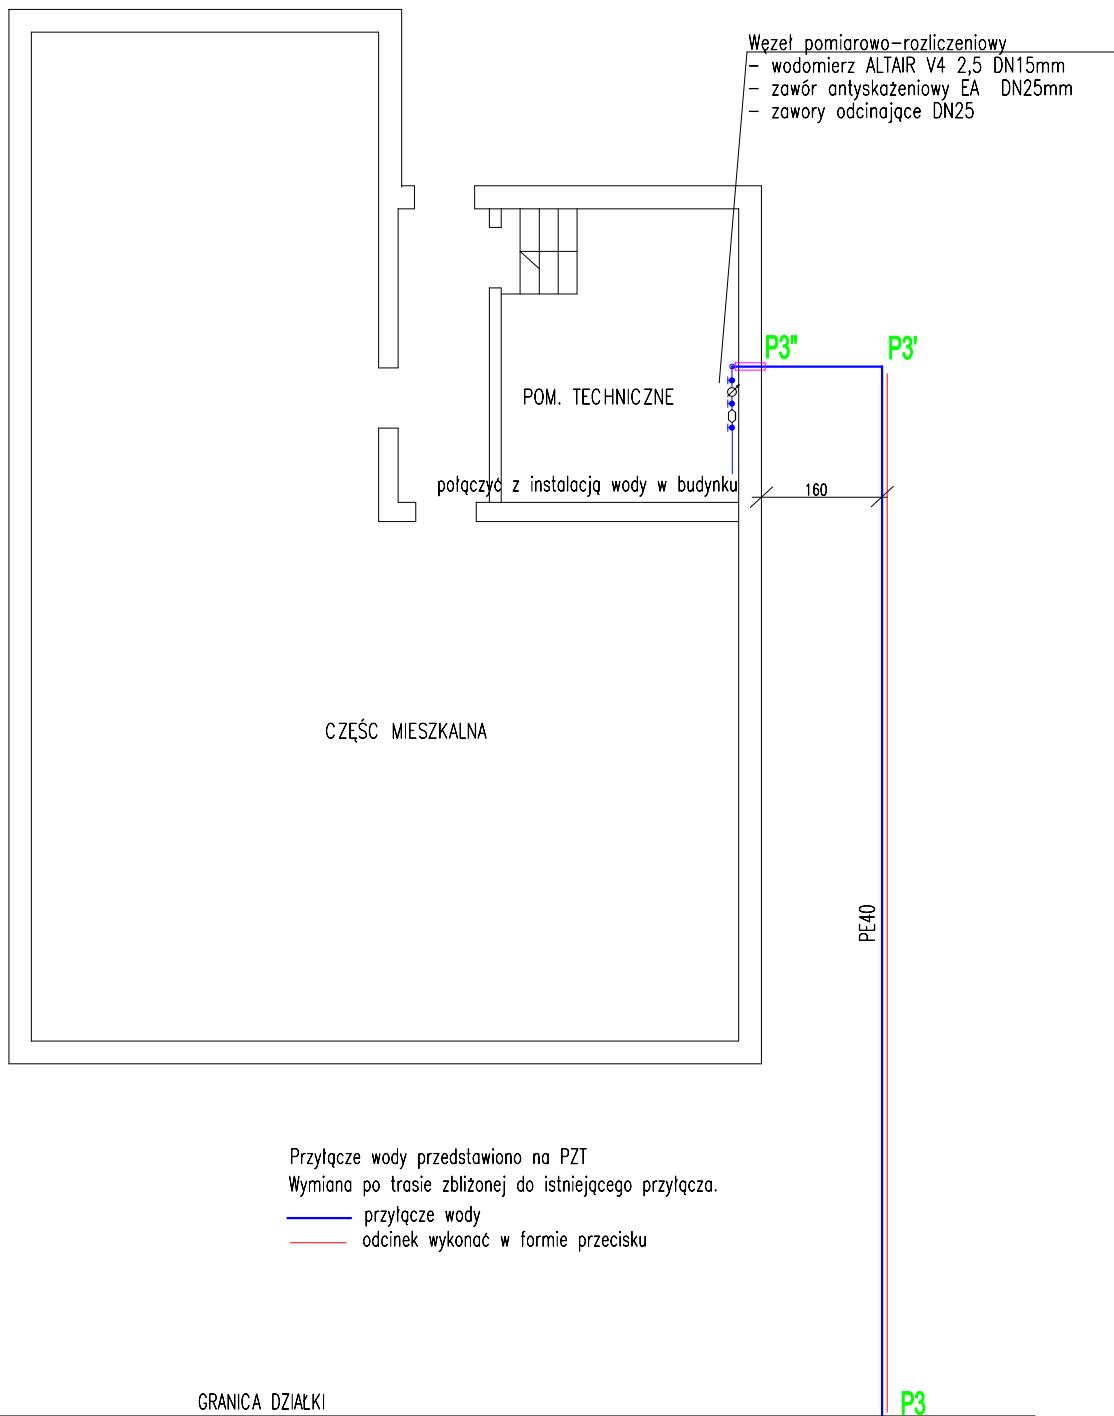 Węzeł pomiarowo-rozliczeniowy
- wodomierz ALTAIR V4 2,5 DN15mm
- zawór antyskażeniowy EA DN25mm
- zawory odcinające DN25
P3"
P3'
POM. TECHNICZNE
połączyć z instalacją wody w budynku
160
CZĘŚC MIESZKALNA
PE40
Przyłącze wody przedstawiono na PZT
Wymiana po trasie zbliżonej do istniejącego przyłącza.
przyłącze wody
odcinek wykonać w formie przecisku
GRANICA DZIAŁKI
P3